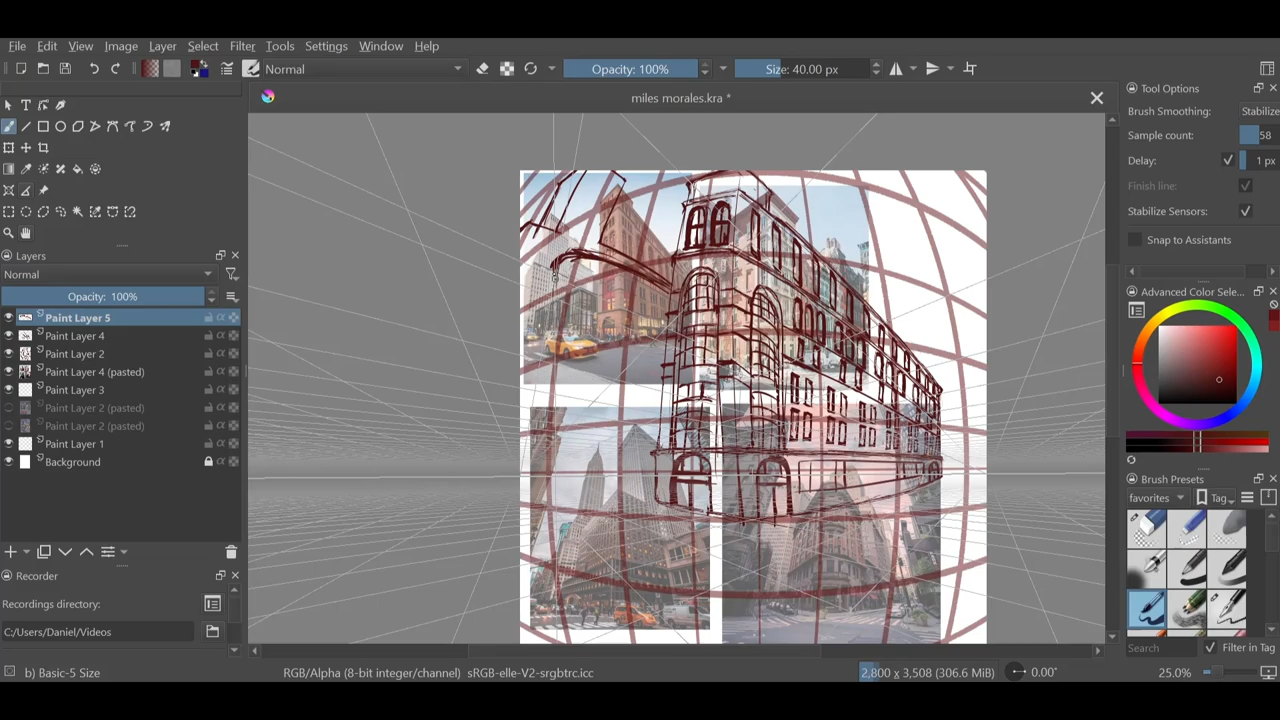 File Edit View Image Layer Select Filter Tools Settings Window Help
Normal Opacity: 100% Size: 40.00 px
miles morales.kra *
Tool Options
Brush Smoothing: Stabilize
Sample count: 58
Delay: 1 px
Finish line:
Stabilize Sensors:
Snap to Assistants
Layers
Normal
Opacity: 100%
Paint Layer 5
Paint Layer 4
Paint Layer 2
Paint Layer 4 (pasted)
Paint Layer 3
Paint Layer 2 (pasted)
Paint Layer 2 (pasted)
Paint Layer 1
Background
Advanced Color Sele...
Brush Presets
favorites Tag
Search Filter in Tag
Recorder
Recordings directory:
C:/Users/Daniel/Videos
b) Basic-5 Size RGB/Alpha (8-bit integer/channel) sRGB-elle-V2-srgbtrc.icc 2,800 x 3,508 (306.6 MiB) 0.00° 25.0%